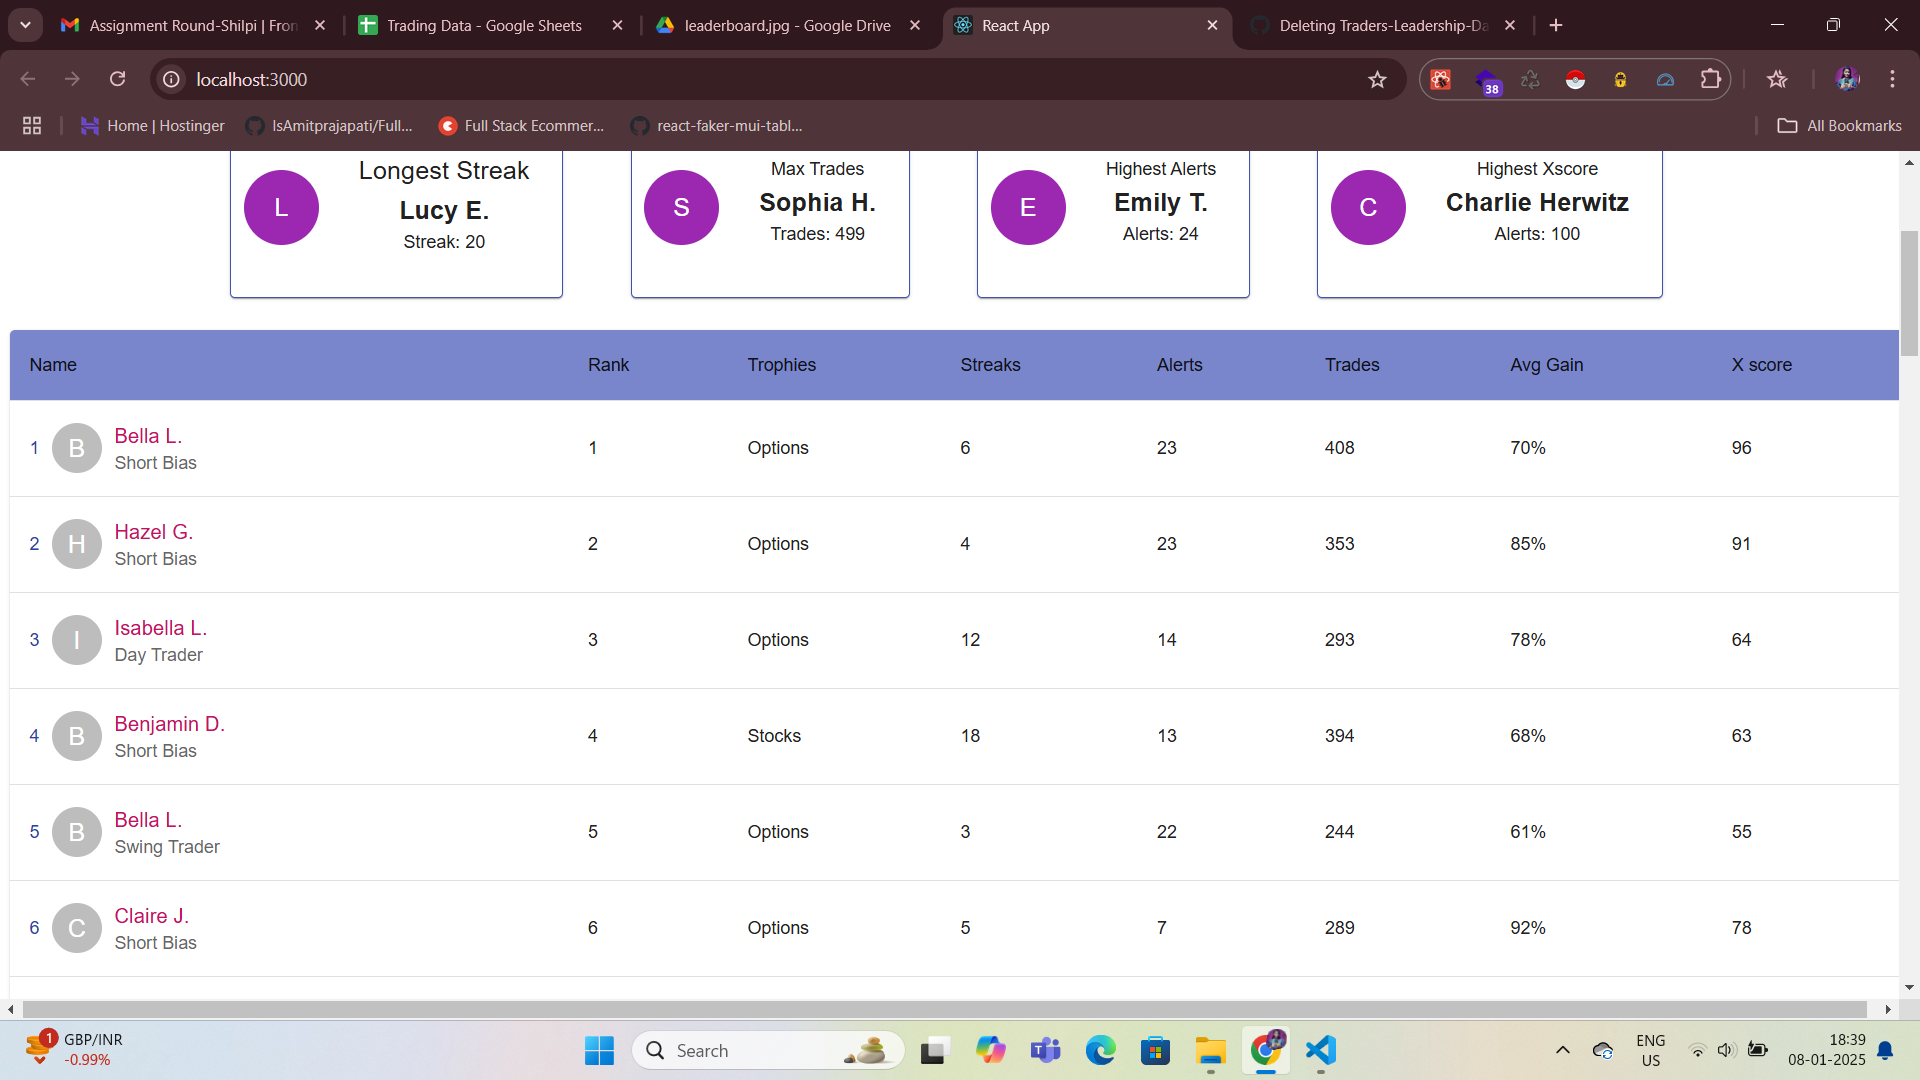 Assignment Round-Shilpi | Fron
Trading Data - Google Sheets
leaderboard.jpg - Google Drive
React App
Deleting Traders-Leadership-Da
localhost:3000
38
Home | Hostinger
IsAmitprajapati/Full...
Full Stack Ecommer...
react-faker-mui-tabl...
All Bookmarks
L
Longest Streak
Lucy E.
Streak: 20
S
Max Trades
Sophia H.
Trades: 499
E
Highest Alerts
Emily T.
Alerts: 24
C
Highest Xscore
Charlie Herwitz
Alerts: 100
Name Rank Trophies Streaks Alerts Trades Avg Gain X score
1 B Bella L. 1 Options 6 23 408 70% 96
Short Bias
2 H Hazel G. 2 Options 4 23 353 85% 91
Short Bias
3 I Isabella L. 3 Options 12 14 293 78% 64
Day Trader
4 B Benjamin D. 4 Stocks 18 13 394 68% 63
Short Bias
5 B Bella L. 5 Options 3 22 244 61% 55
Swing Trader
6 C Claire J. 6 Options 5 7 289 92% 78
Short Bias
1
GBP/INR
-0.99%
Search
ENG
US
18:39
08-01-2025